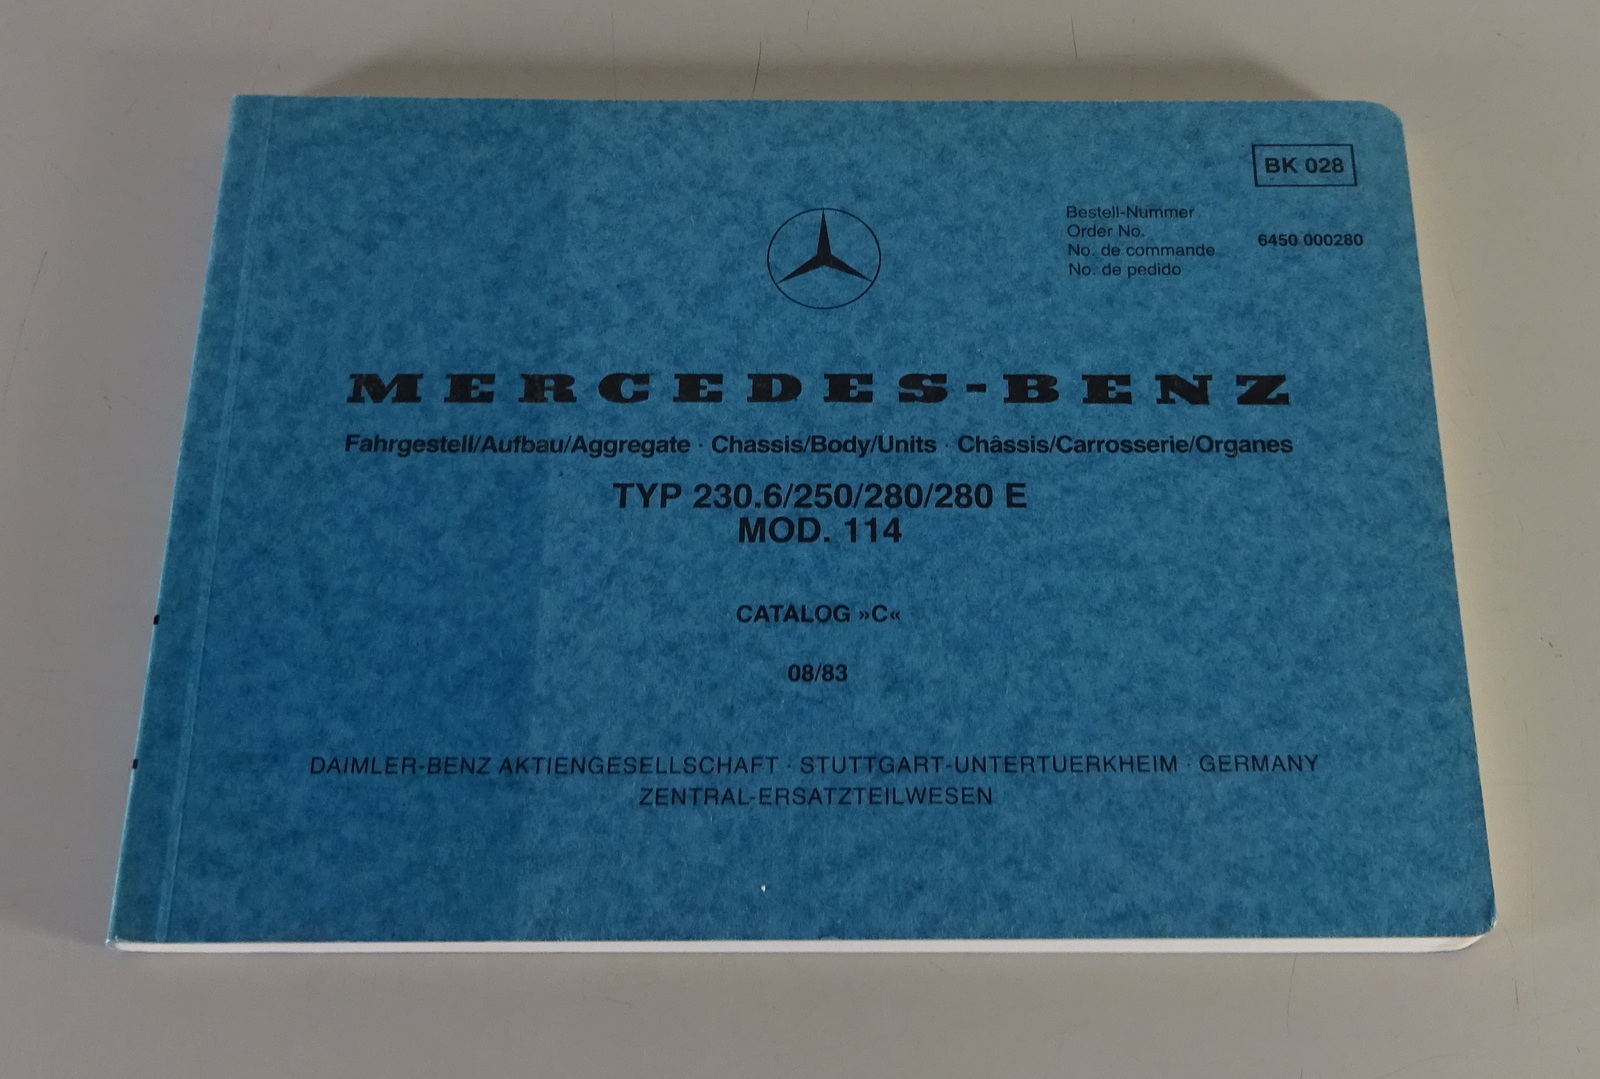 BK 028
Bestell-Nummer
Order No.
No. de commande
No. de pedido
6450 000280
MERCEDES-BENZ
Fahrgestell/Aufbau/Aggregate · Chassis/Body/Units · Châssis/Carrosserie/Organes
TYP 230.6/250/280/280 E
MOD. 114
CATALOG »C«
08/83
DAIMLER-BENZ AKTIENGESELLSCHAFT · STUTTGART-UNTERTUERKHEIM · GERMANY
ZENTRAL-ERSATZTEILWESEN